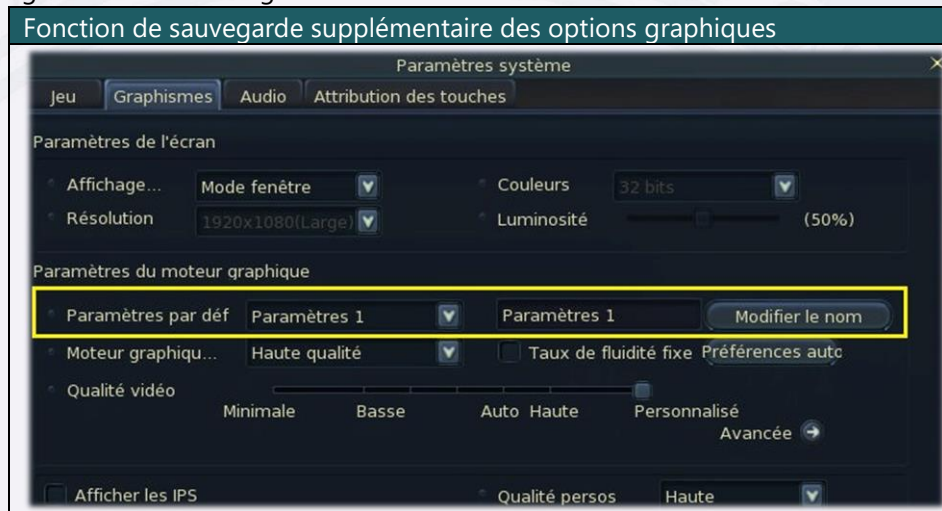 Fonction de sauvegarde supplémentaire des options graphiques
Paramètres système
Jeu Graphismes Audio Attribution des touches
Paramètres de l'écran
Affichage... Mode fenêtre Couleurs 32 bits
Résolution 1920x1080(Large) Luminosité (50%)
Paramètres du moteur graphique
Paramètres par déf Paramètres 1 Paramètres 1 Modifier le nom
Moteur graphiqu... Haute qualité Taux de fluidité fixe Préférences auto
Qualité vidéo
Minimale Basse Auto Haute Personnalisé
Avancée
Afficher les IPS Qualité persos Haute